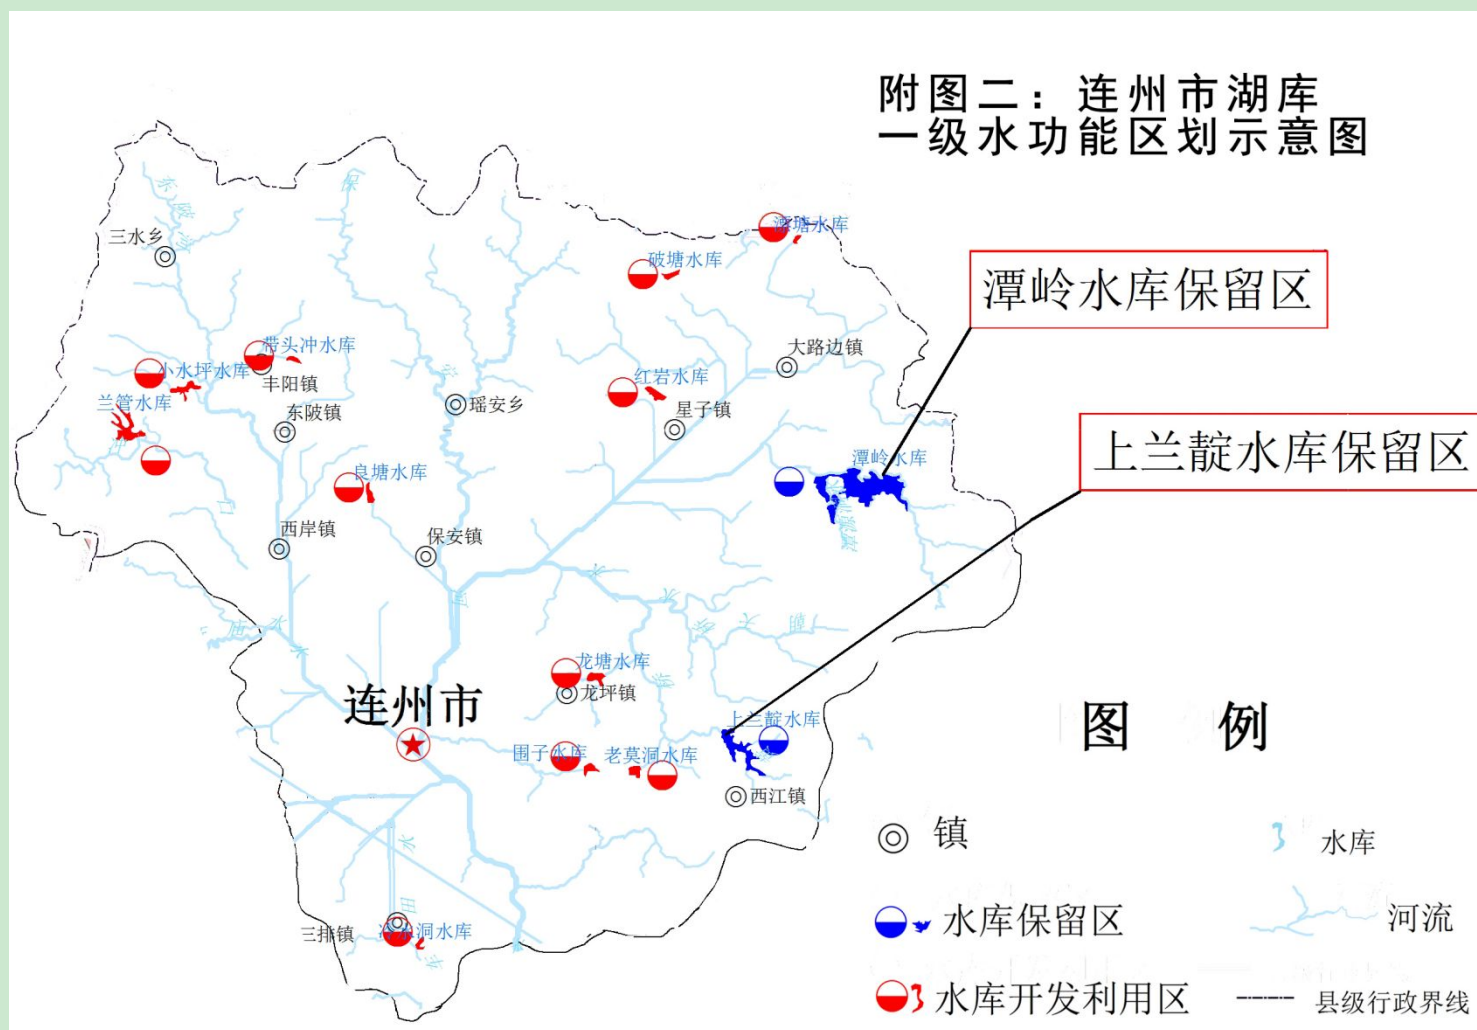 附图二：连州市湖库
一级水功能区划示意图
三水乡
潭塘水库
破塘水库
潭岭水库保留区
带头冲水库
小水坪水库
丰阳镇
大路边镇
兰管水库
东陂镇
瑶安乡
红岩水库
星子镇
上兰靛水库保留区
良塘水库
潭岭水库
西岸镇
保安镇
龙塘水库
龙坪镇
连州市
上兰靛水库
围子水库
老莫洞水库
西江镇
三排镇
冷水洞水库
图 例
镇
水库
水库保留区
河流
水库开发利用区
县级行政界线